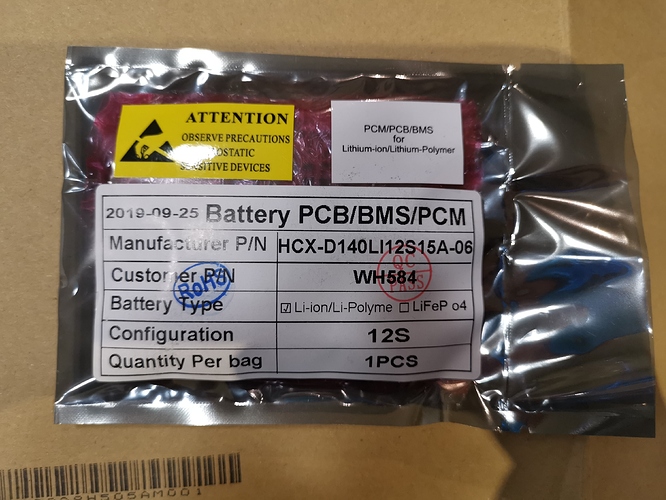 ATTENTION
OBSERVE PRECAUTIONS
SENSITIVE DEVICES
PCM/PCB/BMS
for
Lithium-ion/Lithium-Polymer
2019-09-25 Battery PCB/BMS/PCM
Manufacturer P/N HCX-D140LI12S15A-06
Customer P/N WH584
QC
PASS
RoHS
Battery Type ☑ Li-ion/Li-Polyme ☐ LiFeP o4
Configuration 12S
Quantity Per bag 1PCS